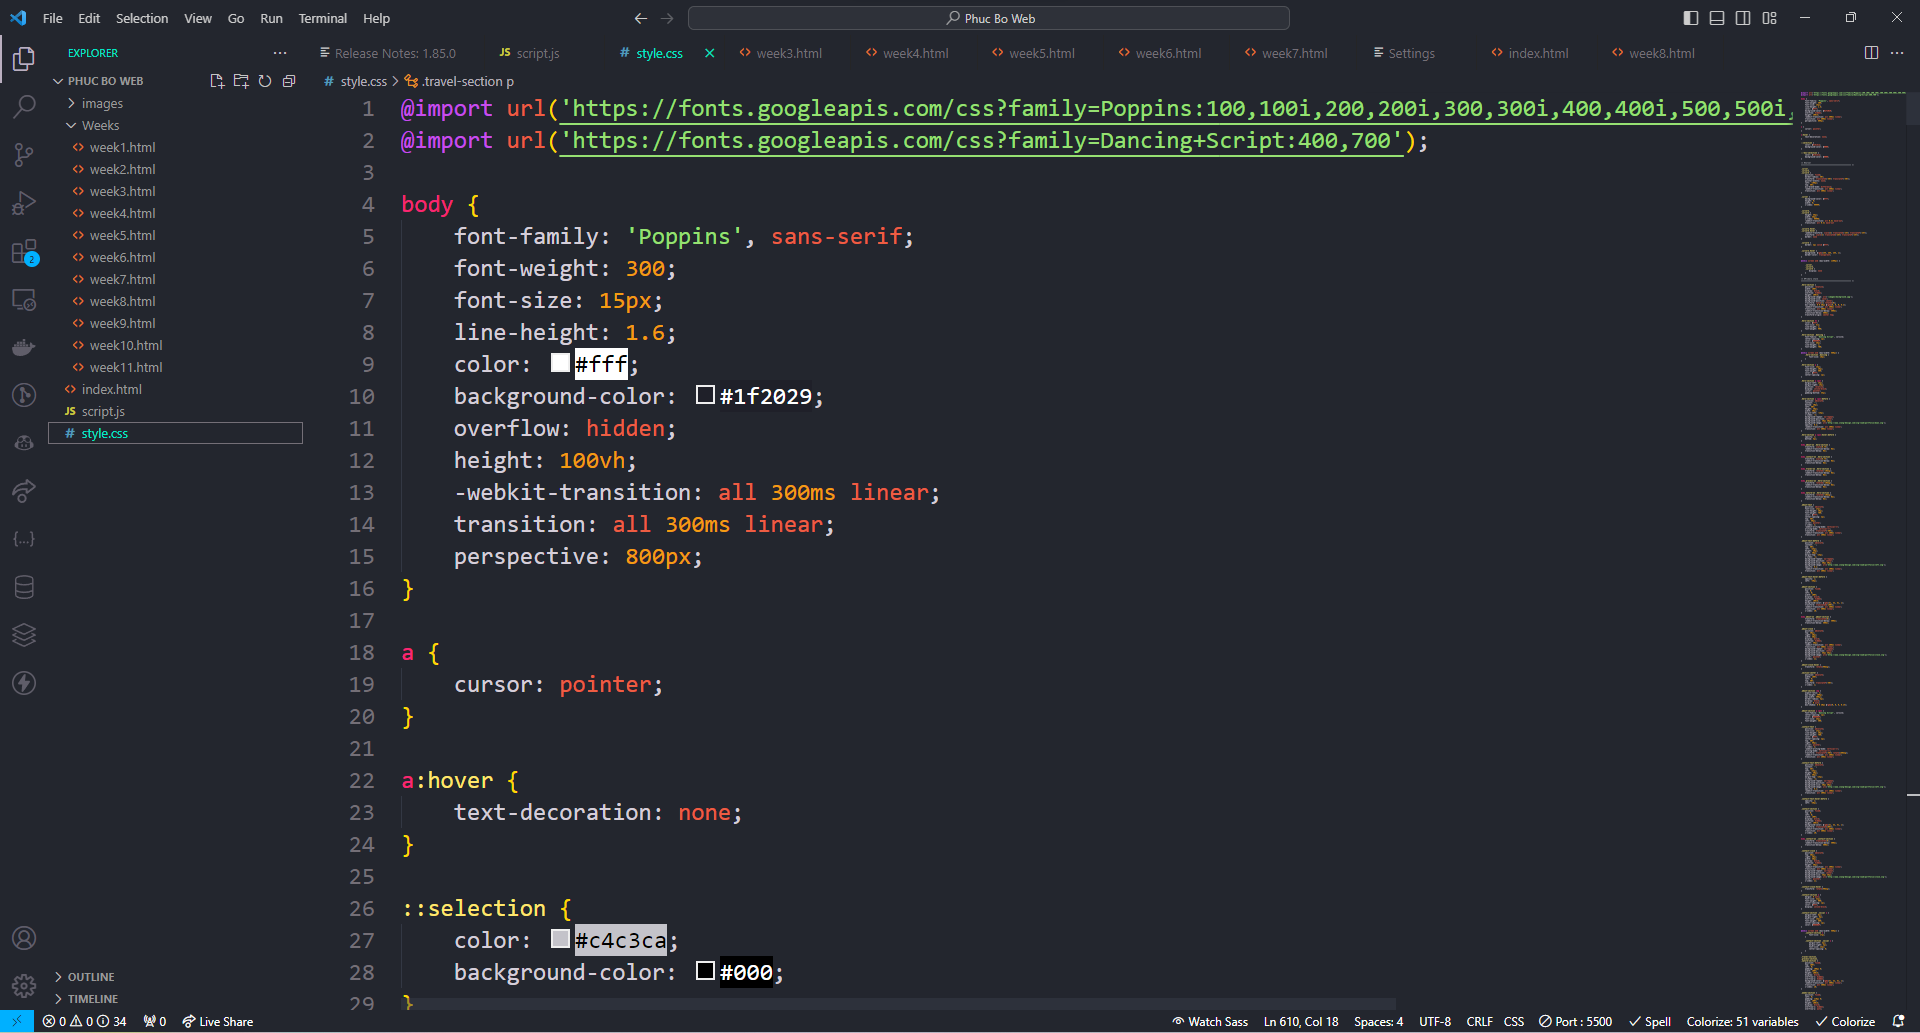 File Edit Selection View Go Run Terminal Help
Phuc Bo Web
EXPLORER
Release Notes: 1.85.0
JS script.js
# style.css
<> week3.html
<> week4.html
<> week5.html
<> week6.html
<> week7.html
Settings
<> index.html
<> week8.html
PHUC BO WEB
# style.css > .travel-section p
images
Weeks
<> week1.html
<> week2.html
<> week3.html
<> week4.html
<> week5.html
<> week6.html
<> week7.html
<> week8.html
<> week9.html
<> week10.html
<> week11.html
<> index.html
JS script.js
# style.css
2
OUTLINE
TIMELINE
1 @import url('https://fonts.googleapis.com/css?family=Poppins:100,100i,200,200i,300,300i,400,400i,500,500i,
2 @import url('https://fonts.googleapis.com/css?family=Dancing+Script:400,700');
3
4 body {
5 font-family: 'Poppins', sans-serif;
6 font-weight: 300;
7 font-size: 15px;
8 line-height: 1.6;
9 color: #fff;
10 background-color: #1f2029;
11 overflow: hidden;
12 height: 100vh;
13 -webkit-transition: all 300ms linear;
14 transition: all 300ms linear;
15 perspective: 800px;
16 }
17
18 a {
19 cursor: pointer;
20 }
21
22 a:hover {
23 text-decoration: none;
24 }
25
26 ::selection {
27 color: #c4c3ca;
28 background-color: #000;
29 }
0 0 34 0 Live Share
Watch Sass Ln 610, Col 18 Spaces: 4 UTF-8 CRLF CSS Port : 5500 Spell Colorize: 51 variables Colorize